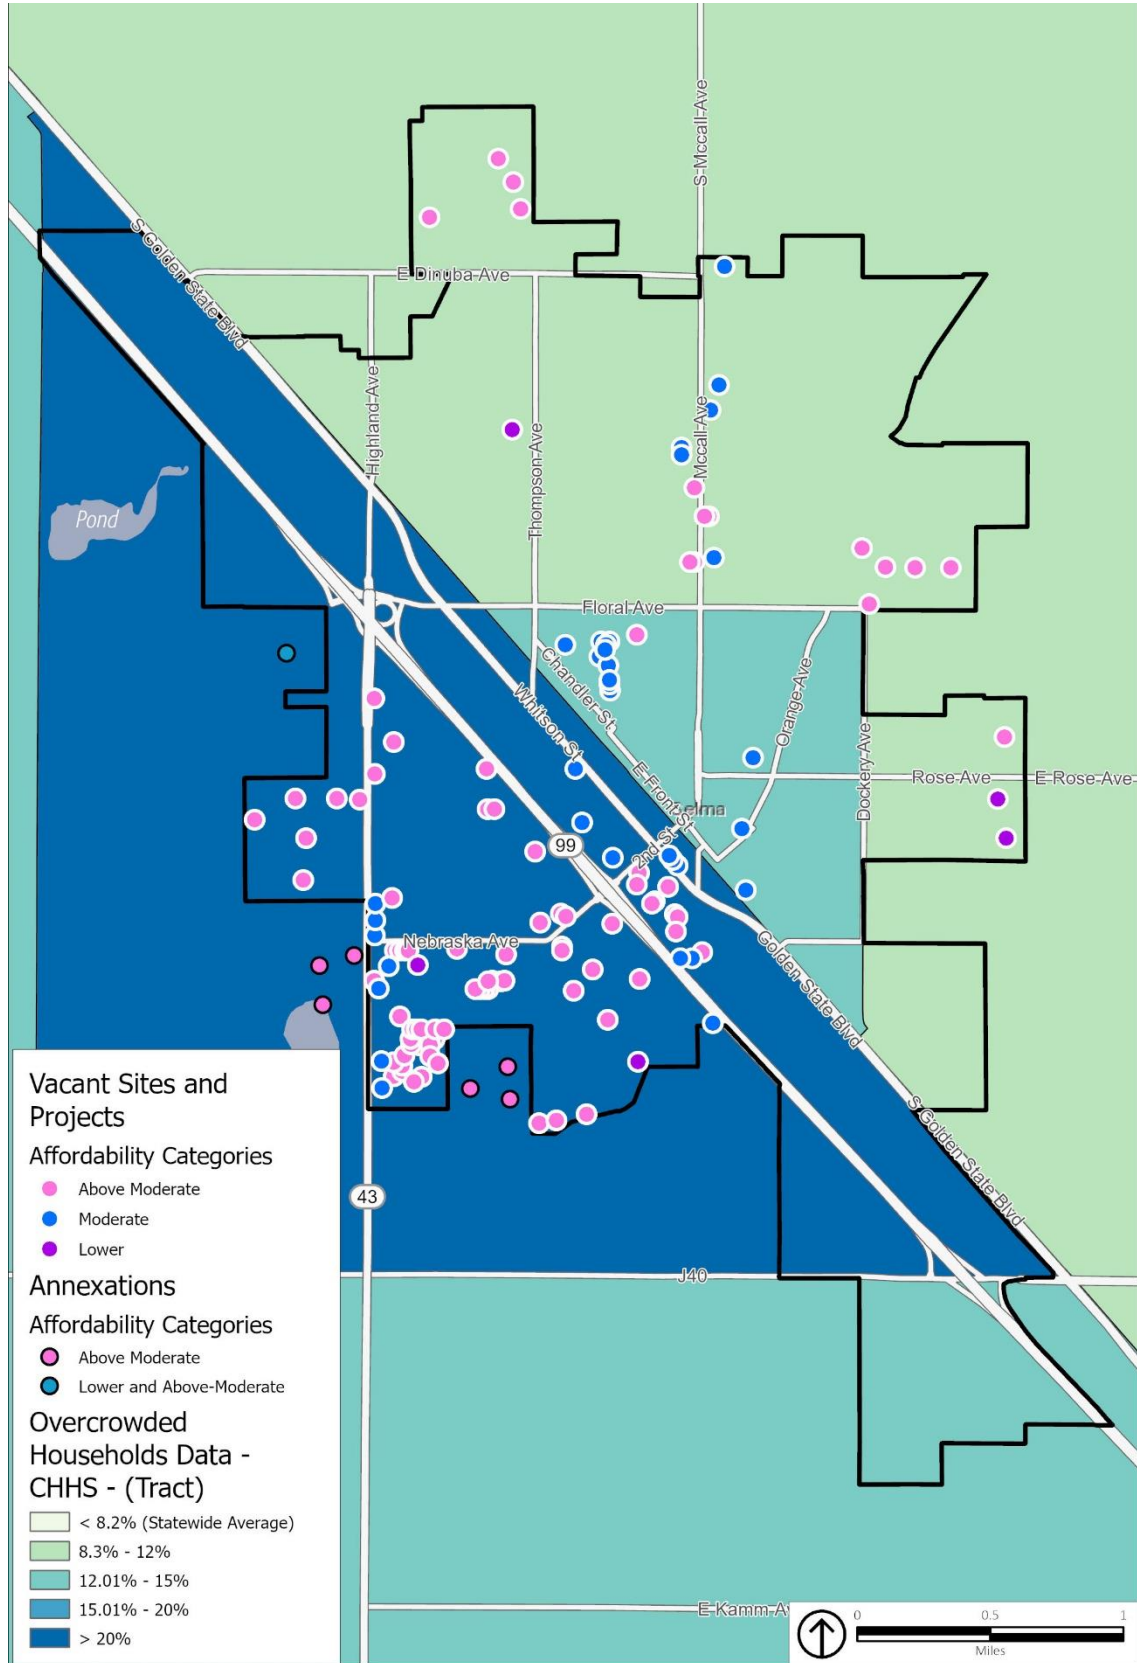 S Mccall Ave
S Golden State Blvd
E Dinuba Ave
Highland Ave
Thompson Ave
Mccall Ave
Pond
Floral Ave
Chandler St
Whitson St
Orange Ave
E Front St
Rose Ave
E Rose Ave
Dockery Ave
Selma
2nd St
99
Nebraska Ave
Golden State Blvd
S Golden State Blvd
43
J40
E Kamm Av
Vacant Sites and
Projects
Affordability Categories
Above Moderate
Moderate
Lower
Annexations
Affordability Categories
Above Moderate
Lower and Above-Moderate
Overcrowded
Households Data -
CHHS - (Tract)
< 8.2% (Statewide Average)
8.3% - 12%
12.01% - 15%
15.01% - 20%
> 20%
0 0.5 1
Miles